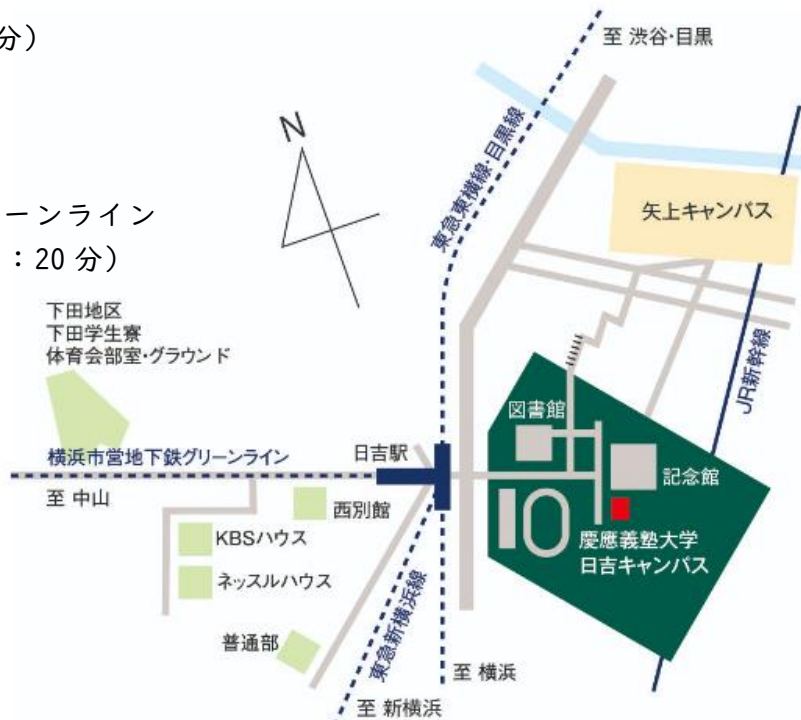 分）
至 渋谷・目黒
N
東急東横線・目黒線
矢上キャンパス
ーンライン
：20 分）
下田地区
下田学生寮
体育会部室・グラウンド
JR新幹線
図書館
横浜市営地下鉄グリーンライン
日吉駅
記念館
至 中山
西別館
KBSハウス
慶應義塾大学
日吉キャンパス
ネッスルハウス
普通部
東急新横浜線
至 横浜
至 新横浜